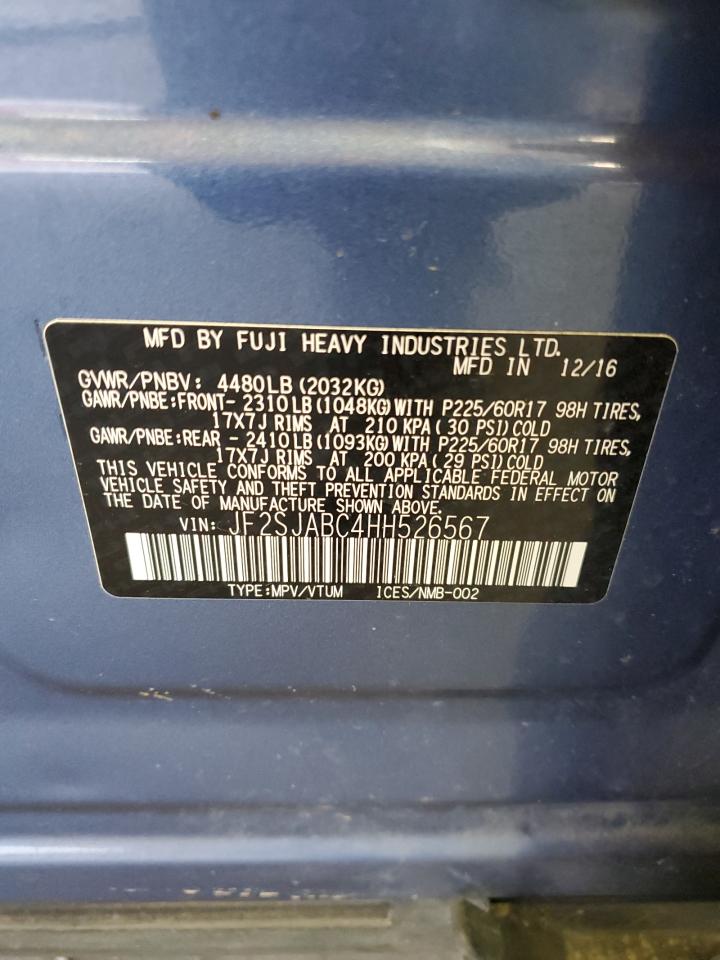 MFD BY FUJI HEAVY INDUSTRIES LTD.
MFD IN 12/16
GVWR/PNBV: 4480LB (2032KG)
GAWR/PNBE:FRONT- 2310LB (1048KG) WITH P225/60R17 98H TIRES,
17X7J RIMS AT 210 KPA (30 PSI) COLD
GAWR/PNBE:REAR - 2410LB (1093KG) WITH P225/60R17 98H TIRES,
17X7J RIMS AT 200 KPA (29 PSI) COLD
THIS VEHICLE CONFORMS TO ALL APPLICABLE FEDERAL MOTOR
VEHICLE SAFETY AND THEFT PREVENTION STANDARDS IN EFFECT ON
THE DATE OF MANUFACTURE SHOWN ABOVE.
VIN: JF2SJABC4HH526567
TYPE:MPV/VTUM ICES/NMB-002